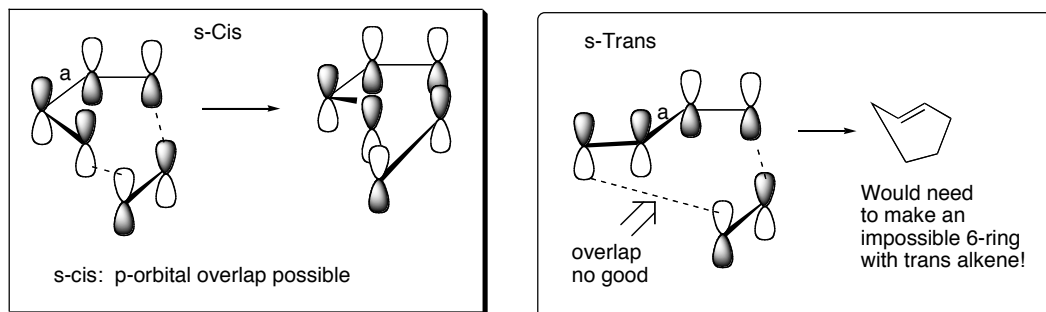 s-Cis
a
s-cis: p-orbital overlap possible
s-Trans
a
overlap
no good
Would need
to make an
impossible 6-ring
with trans alkene!